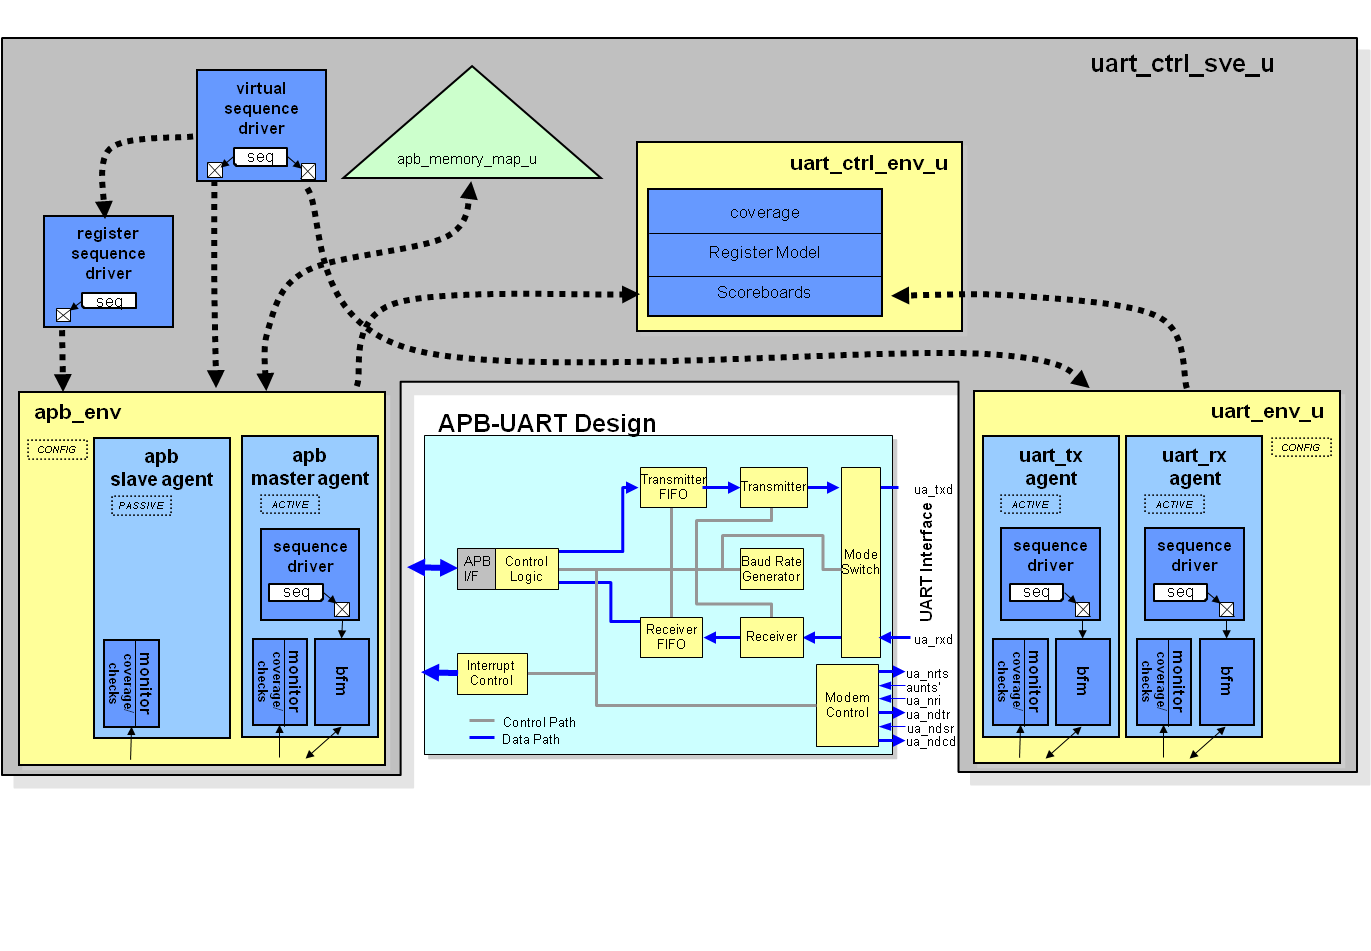 uart_ctrl_sve_u
virtual
sequence
driver
seq
apb_memory_map_u
uart_ctrl_env_u
coverage
Register Model
Scoreboards
register
sequence
driver
seq
apb_env
CONFIG
apb
slave agent
PASSIVE
monitor
coverage/
checks
apb
master agent
ACTIVE
sequence
driver
seq
monitor
coverage/
checks
bfm
APB-UART Design
Transmitter
FIFO
Transmitter
APB
I/F
Control
Logic
Baud Rate
Generator
Mode
Switch
Receiver
FIFO
Receiver
Interrupt
Control
Modem
Control
Control Path
Data Path
UART Interface
ua_txd
ua_rxd
ua_nrts
aunts'
ua_nri
ua_ndtr
ua_ndsr
ua_ndcd
uart_env_u
CONFIG
uart_tx
agent
ACTIVE
sequence
driver
seq
monitor
coverage/
checks
bfm
uart_rx
agent
ACTIVE
sequence
driver
seq
monitor
coverage/
checks
bfm